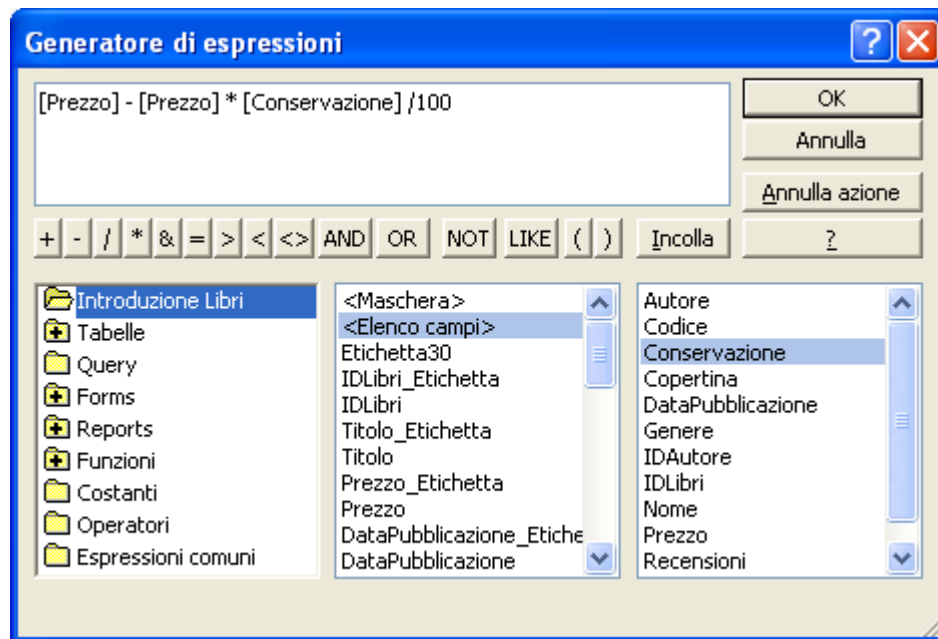 Generatore di espressioni
?
[Prezzo] - [Prezzo] * [Conservazione] /100
OK
Annulla
Annulla azione
+ - / * & = > < <> AND OR NOT LIKE ( ) Incolla ?
Introduzione Libri
Tabelle
Query
Forms
Reports
Funzioni
Costanti
Operatori
Espressioni comuni
<Maschera>
<Elenco campi>
Etichetta30
IDLibri_Etichetta
IDLibri
Titolo_Etichetta
Titolo
Prezzo_Etichetta
Prezzo
DataPubblicazione_Etiche
DataPubblicazione
Autore
Codice
Conservazione
Copertina
DataPubblicazione
Genere
IDAutore
IDLibri
Nome
Prezzo
Recensioni